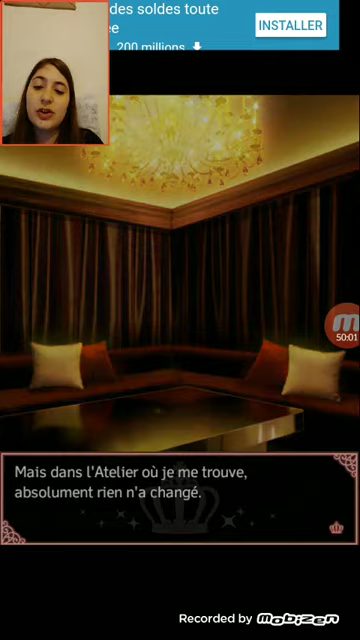 des soldes toute
ée
200 millions
INSTALLER
50:01
Mais dans l'Atelier où je me trouve,
absolument rien n'a changé.
Recorded by Mobizen